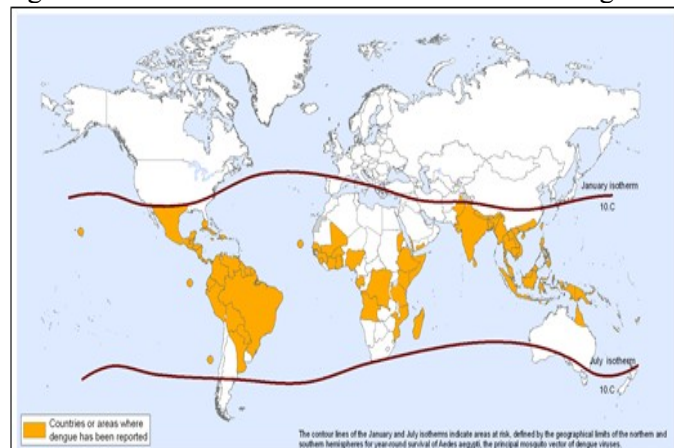 January isotherm
10.C
July isotherm
10.C
Countries or areas where
dengue has been reported
The contour lines of the January and July isotherms indicate areas at risk, defined by the geographical limits of the northern and
southern hemispheres for year-round survival of Aedes aegypti, the principal mosquito vector of dengue viruses.